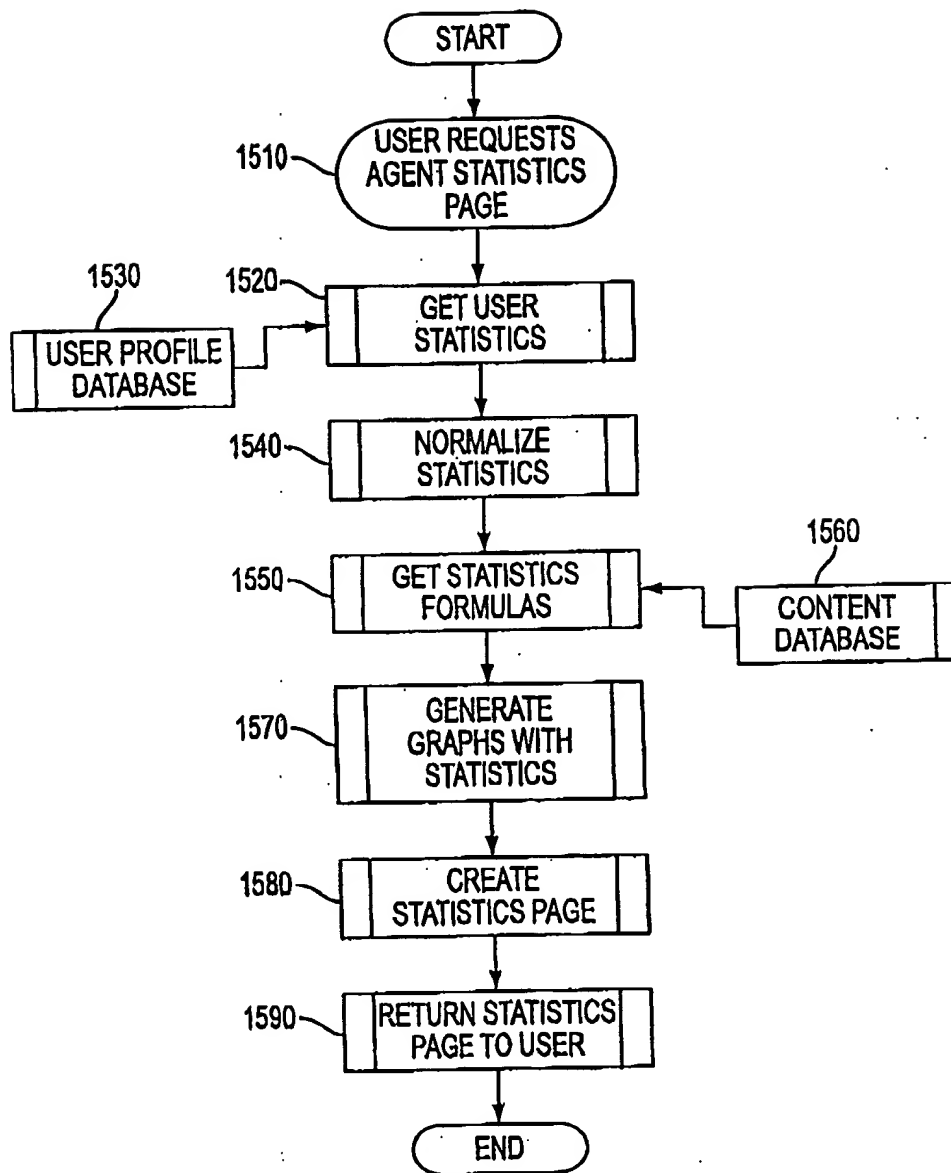 START
1510
USER REQUESTS
AGENT STATISTICS
PAGE
1530
1520
GET USER
STATISTICS
USER PROFILE
DATABASE
1540
NORMALIZE
STATISTICS
1560
1550
GET STATISTICS
FORMULAS
CONTENT
DATABASE
1570
GENERATE
GRAPHS WITH
STATISTICS
1580
CREATE
STATISTICS PAGE
1590
RETURN STATISTICS
PAGE TO USER
END